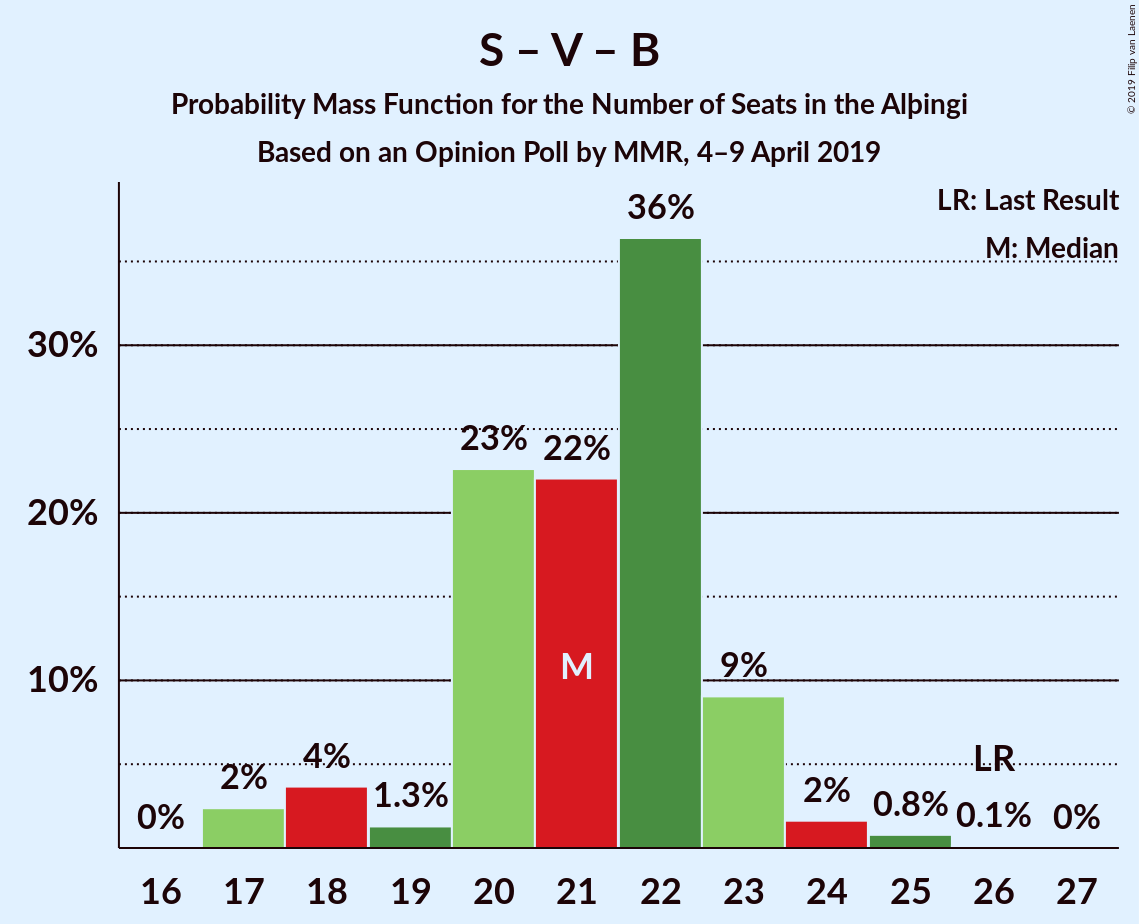 S – V – B
Probability Mass Function for the Number of Seats in the Alþingi
Based on an Opinion Poll by MMR, 4–9 April 2019
© 2019 Filip van Laenen
LR: Last Result
M: Median
36%
30%
23%
22%
20%
M
10%
9%
LR
4%
2%
1.3%
2%
0.8%
0.1%
0%
0%
16 17 18 19 20 21 22 23 24 25 26 27